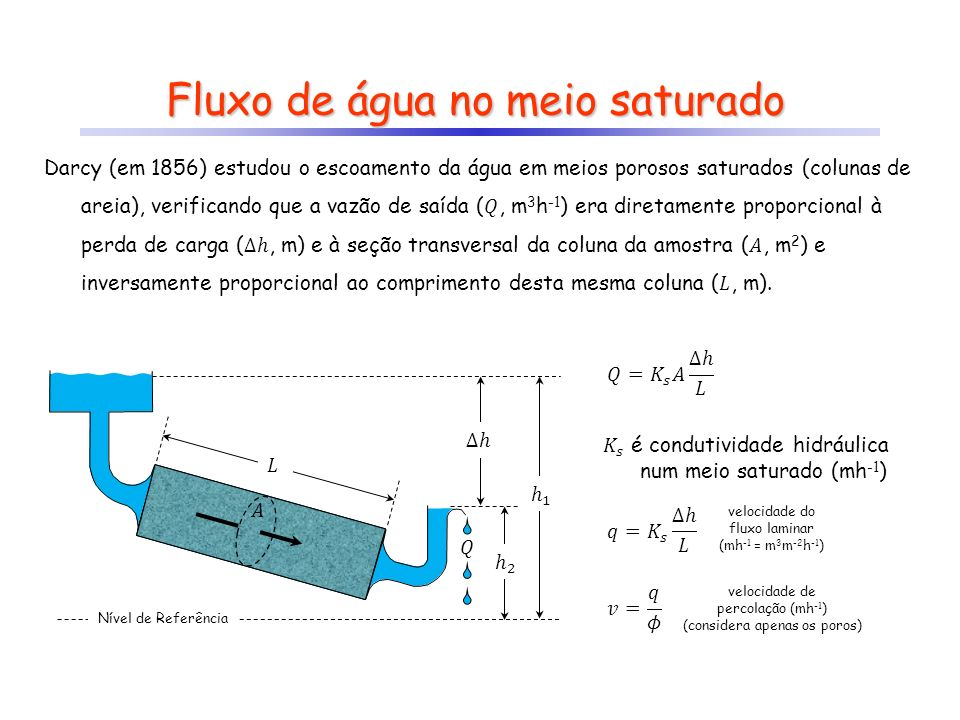 Fluxo de água no meio saturado
Darcy (em 1856) estudou o escoamento da água em meios porosos saturados (colunas de
areia), verificando que a vazão de saída (𝑄, m³h⁻¹) era diretamente proporcional à
perda de carga (∆ℎ, m) e à seção transversal da coluna da amostra (𝐴, m²) e
inversamente proporcional ao comprimento desta mesma coluna (𝐿, m).
𝑄 = 𝐾ₛ𝐴 ∆ℎ/𝐿
∆ℎ
𝐾ₛ é condutividade hidráulica
num meio saturado (mh⁻¹)
𝐿
ℎ₁
𝐴
𝑞 = 𝐾ₛ ∆ℎ/𝐿
velocidade do
fluxo laminar
(mh⁻¹ = m³m⁻²h⁻¹)
𝑄
ℎ₂
𝑣 = 𝑞/𝜙
velocidade de
percolação (mh⁻¹)
(considera apenas os poros)
Nível de Referência